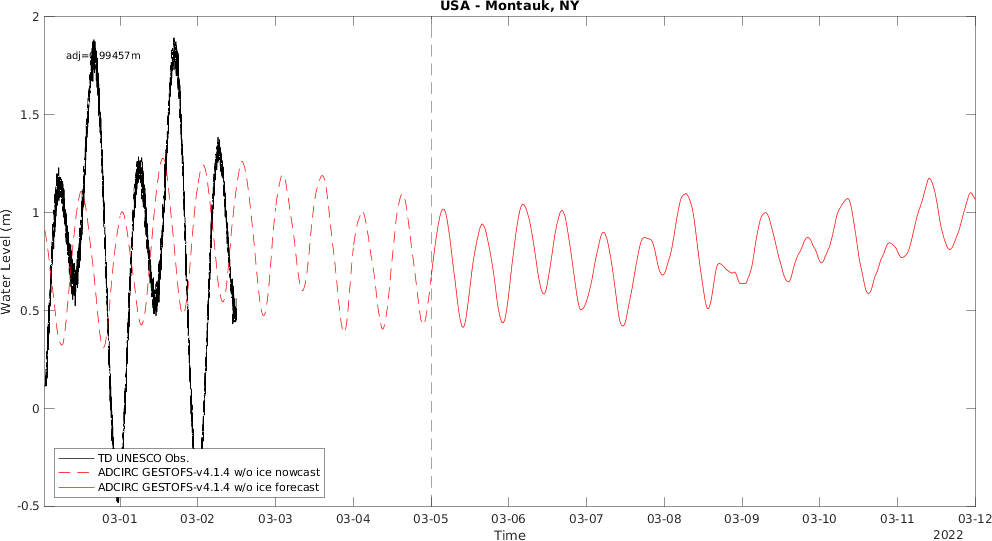 USA - Montauk, NY
2
1.5
1
0.5
0
-0.5
Water Level (m)
adj=0.99457m
TD UNESCO Obs.
ADCIRC GESTOFS-v4.1.4 w/o ice nowcast
ADCIRC GESTOFS-v4.1.4 w/o ice forecast
03-01 03-02 03-03 03-04 03-05 03-06 03-07 03-08 03-09 03-10 03-11 03-12
Time
2022